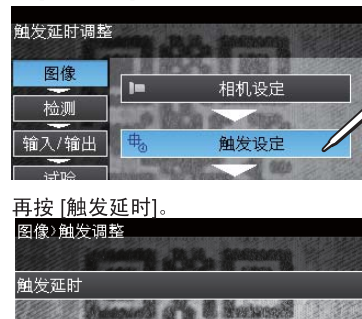 触发延时调整
图像
相机设定
检测
输入/输出
触发设定
试验
再按 [触发延时]。
图像>触发调整
触发延时